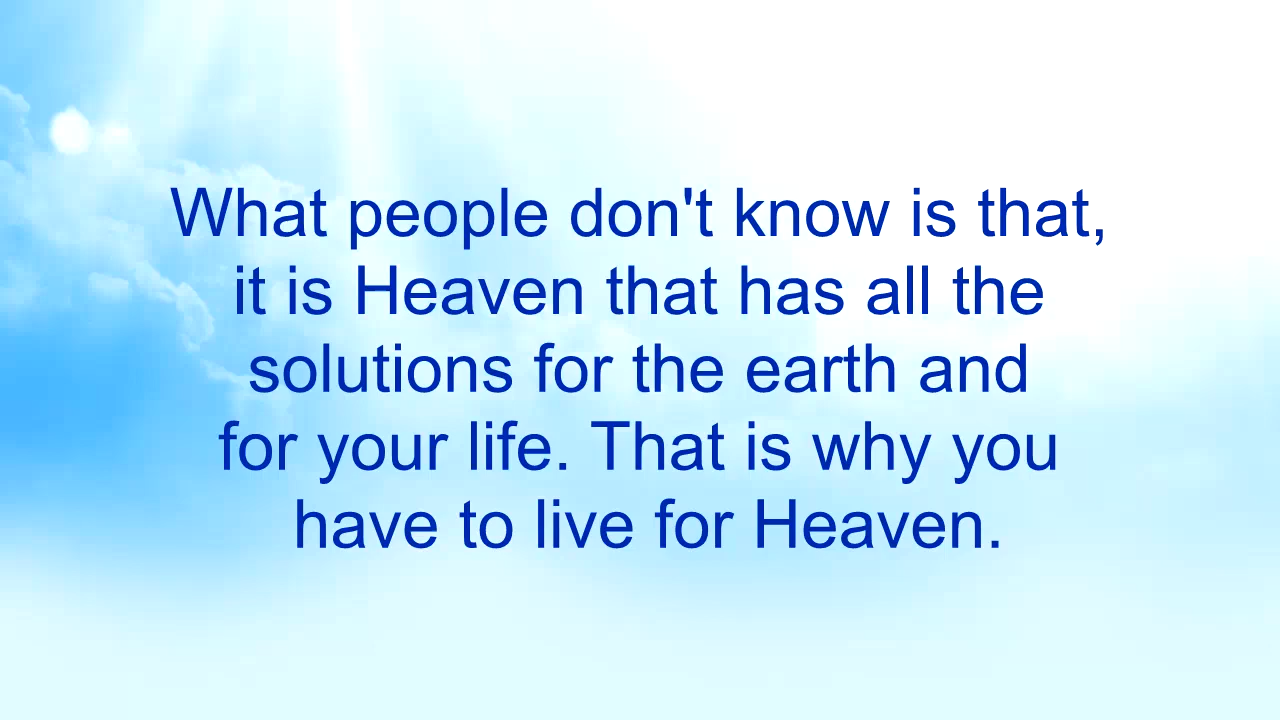 What people don't know is that,
it is Heaven that has all the
solutions for the earth and
for your life. That is why you
have to live for Heaven.